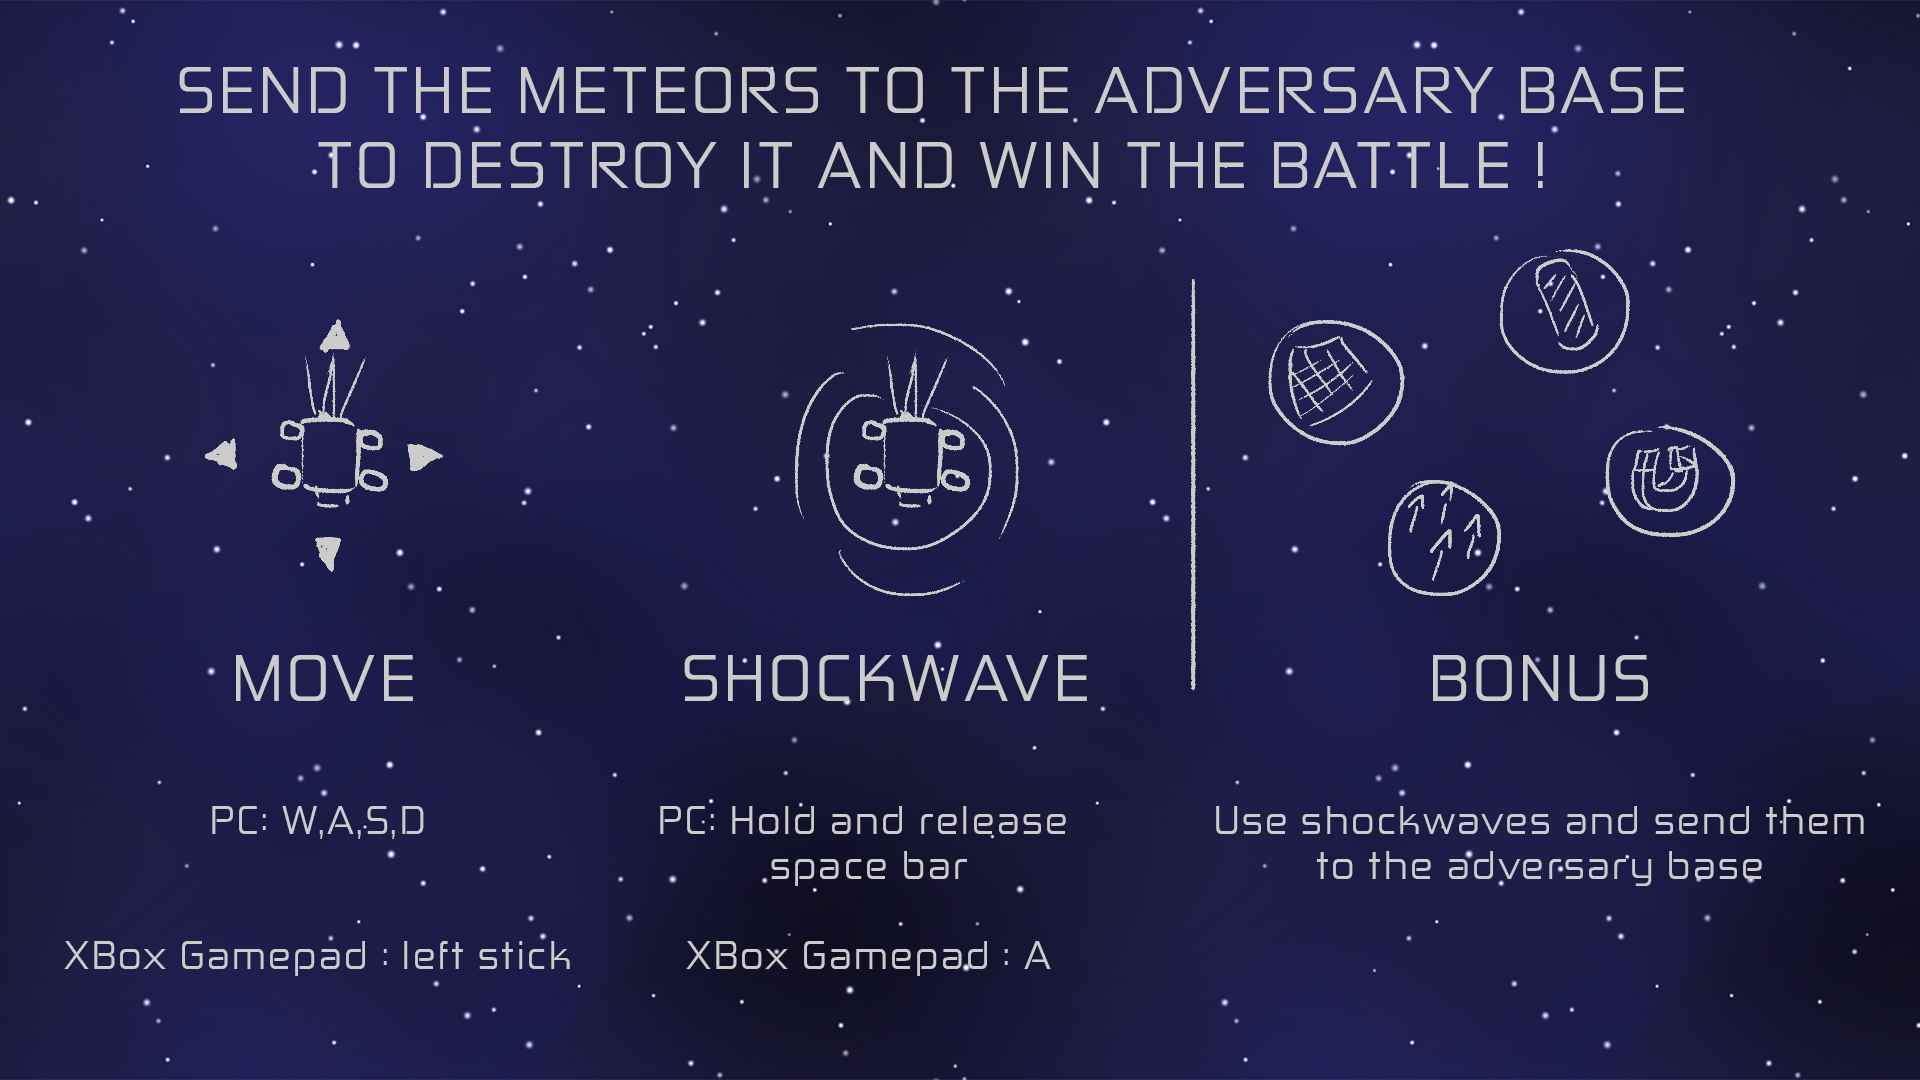 SEND THE METEORS TO THE ADVERSARY BASE
TO DESTROY IT AND WIN THE BATTLE !
MOVE
SHOCKWAVE
BONUS
PC: W,A,S,D
PC: Hold and release
space bar
Use shockwaves and send them
to the adversary base
XBox Gamepad : left stick
XBox Gamepad : A